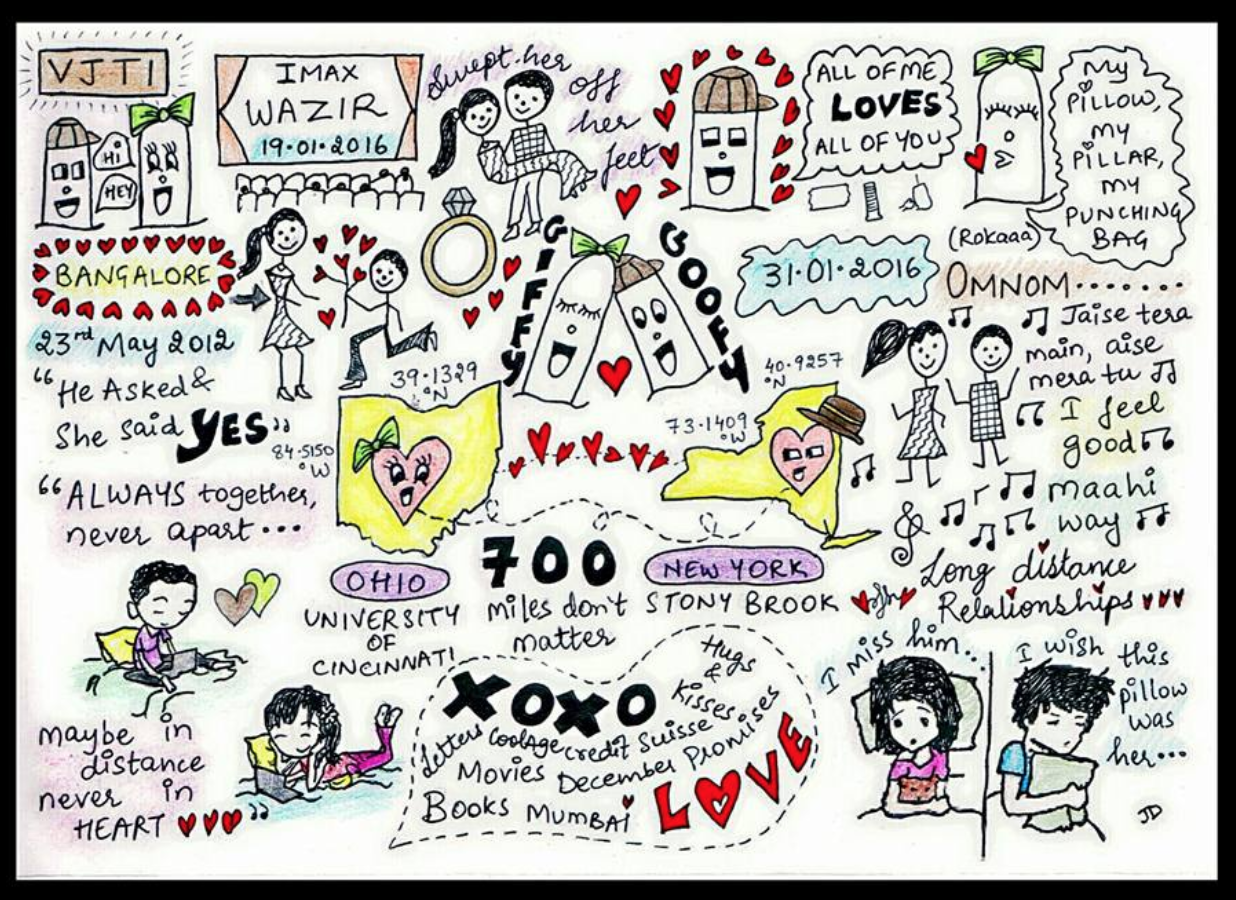 VJTI
HI
HEY
IMAX
WAZIR
19.01.2016
Swept her
off
her
feet
ALL OF ME
LOVES
ALL OF YOU
My
PILLOW,
my
PILLAR,
my
PUNCHING
BAG
BANGALORE
23rd May 2012
"He Asked &
She said YES"
"ALWAYS together,
never apart...
GIFFY
GOOFY
31.01.2016
(Rokaaa)
OMNOM.......
Jaise tera
main, aise
mera tu
I feel
good
maahi
way
39.1329
°N
84.5150
°W
40.9257
°N
73.1409
°W
OHIO
UNIVERSITY
OF
CINCINNATI
700
miles don't
matter
NEW YORK
STONY BROOK
Long distance
Relationships
maybe in
distance
never in
HEART "
XOXO
Hugs
&
Kisses
Letters CoolAge Credit Suisse
Movies December Promises
Books Mumbai
LOVE
I miss him...
I wish this
pillow
was
her...
JD